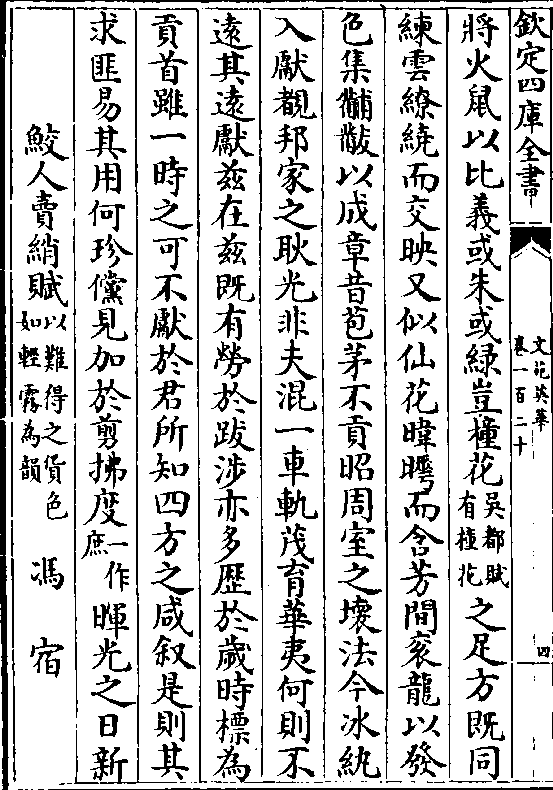 欽定四庫全書
文苑英華
卷一百二十
四
將火鼠以比義或朱或緑豈橦花吳都賦有橦花之足方既同
練雲繚繞而交映又似仙花暐曄而含芳間衮龍以發
色集黼黻以成章昔苞茅不貢昭周室之壊法今冰紈
入獻覩邦家之耿光非夫混一車軌茂育華夷何則不
遠其遠獻兹在兹既有勞於跋涉亦多歴於歲時標為
貢首雖一時之可不獻於君所知四方之咸叙是則其
求匪易其用何珍儻見加於剪拂度一作庶暉光之日新
鮫人賣綃賦以難得之貨色如輕霧為韻 馮宿